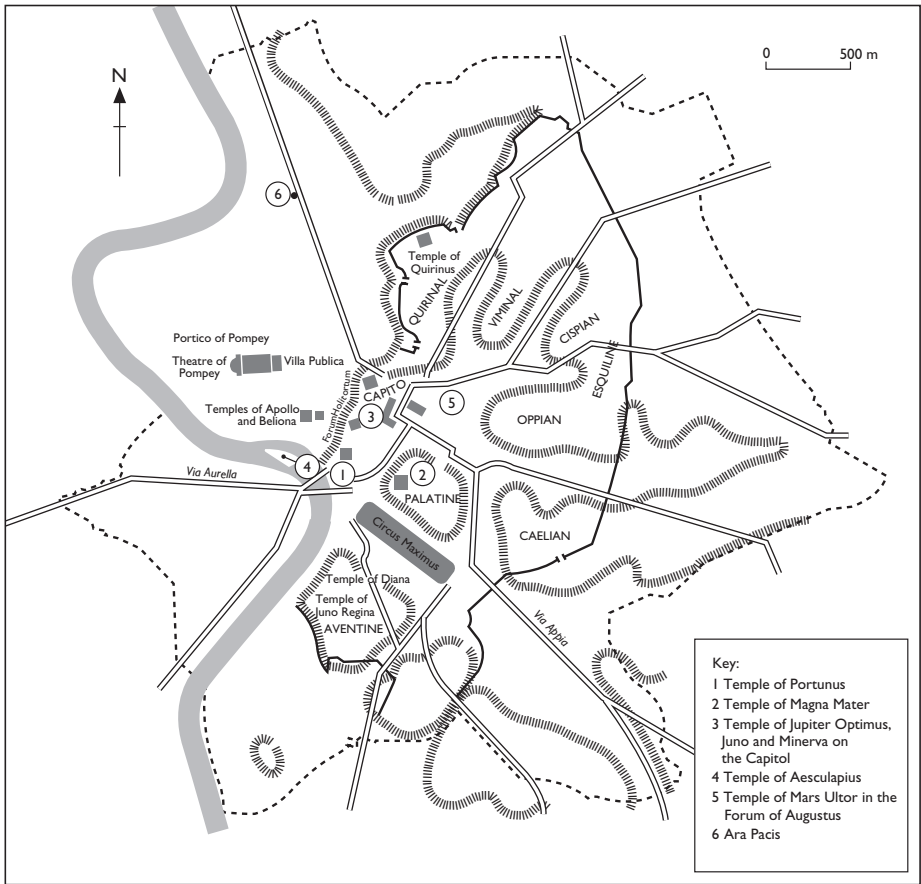 0 500 m
N
6
Temple of
Quirinus
QUIRINAL
VIMINAL
CISPIAN
ESQUILINE
Portico of Pompey
Theatre of
Pompey
Villa Publica
CAPITO
Forum Holitorium
3
5
OPPIAN
Temples of Apollo
and Beliona
4
1
2
Via Aurella
PALATINE
Circus Maximus
CAELIAN
Temple of Diana
Temple of
Juno Regina
AVENTINE
Via Appia
Key:
1 Temple of Portunus
2 Temple of Magna Mater
3 Temple of Jupiter Optimus,
Juno and Minerva on
the Capitol
4 Temple of Aesculapius
5 Temple of Mars Ultor in the
Forum of Augustus
6 Ara Pacis